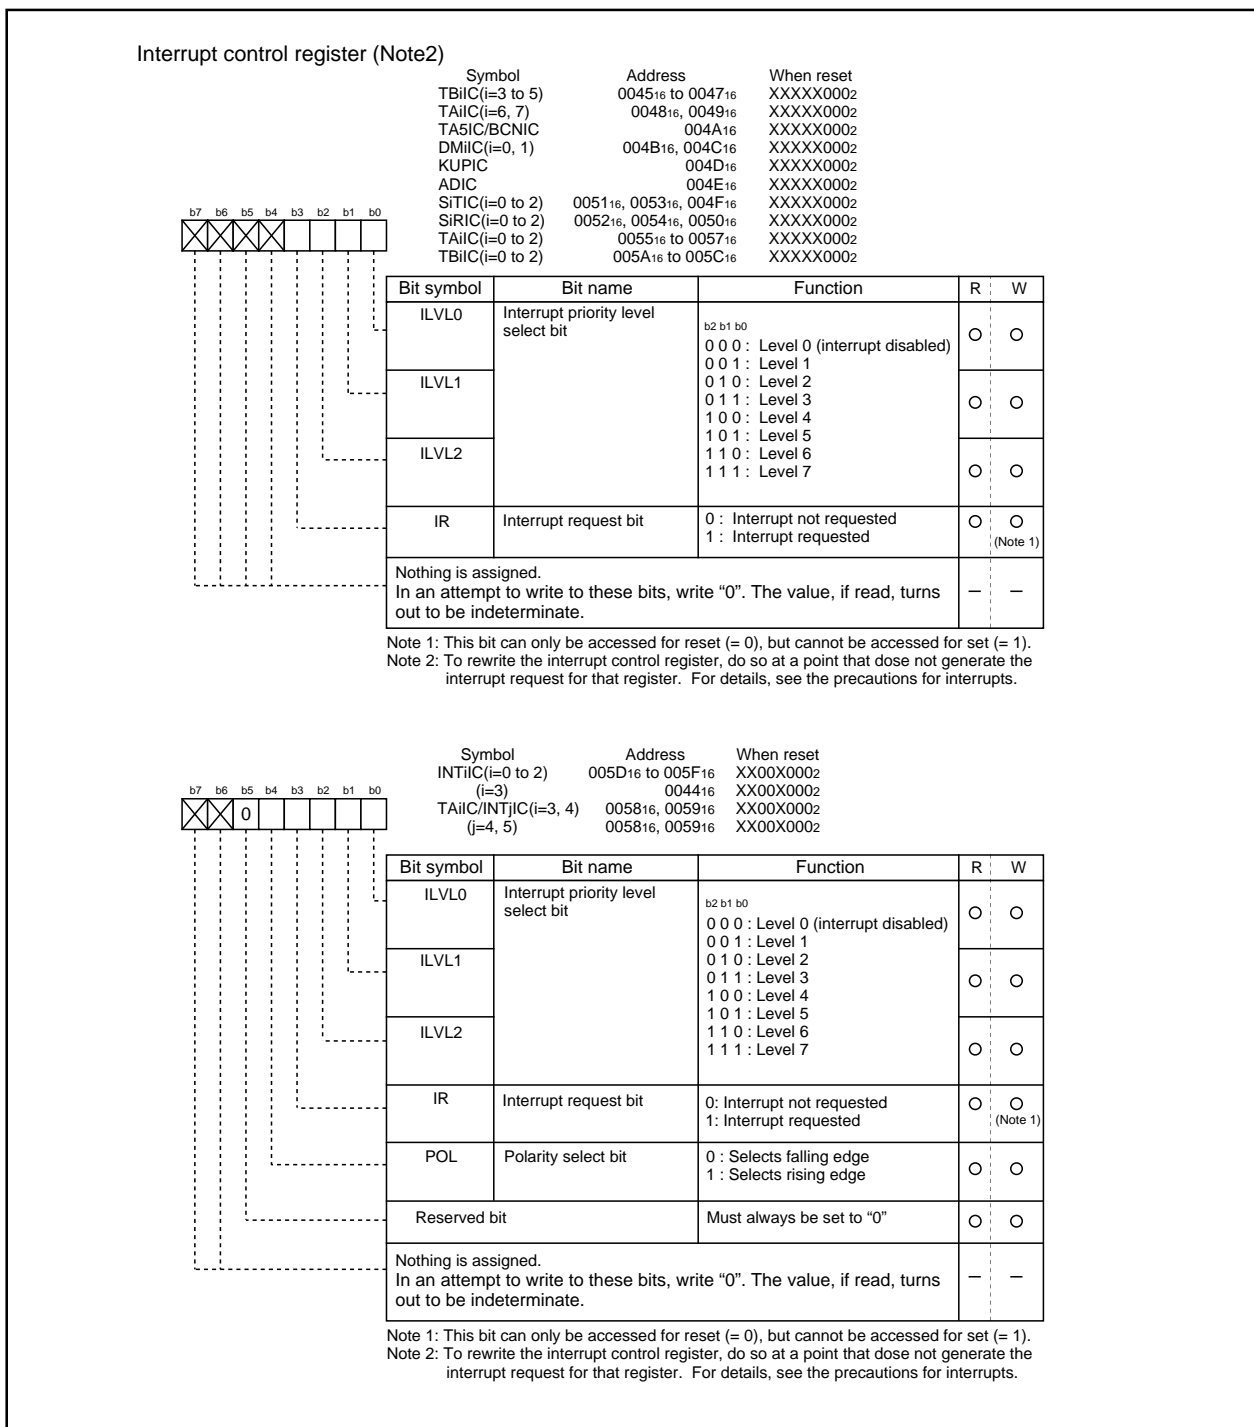 Interrupt control register (Note2)
Symbol Address When reset
TBiIC(i=3 to 5) 004516 to 004716 XXXXX0002
TAiIC(i=6, 7) 004816, 004916 XXXXX0002
TA5IC/BCNIC 004A16 XXXXX0002
DMiIC(i=0, 1) 004B16, 004C16 XXXXX0002
KUPIC 004D16 XXXXX0002
ADIC 004E16 XXXXX0002
SiTIC(i=0 to 2) 005116, 005316, 004F16 XXXXX0002
SiRIC(i=0 to 2) 005216, 005416, 005016 XXXXX0002
TAiIC(i=0 to 2) 005516 to 005716 XXXXX0002
TBiIC(i=0 to 2) 005A16 to 005C16 XXXXX0002
b7 b6 b5 b4 b3 b2 b1 b0
Bit symbol Bit name Function R W
ILVL0 Interrupt priority level
select bit
b2 b1 b0
0 0 0 : Level 0 (interrupt disabled)
0 0 1 : Level 1
ILVL1 0 1 0 : Level 2
0 1 1 : Level 3
1 0 0 : Level 4
1 0 1 : Level 5
ILVL2 1 1 0 : Level 6
1 1 1 : Level 7
IR Interrupt request bit 0 : Interrupt not requested
1 : Interrupt requested
(Note 1)
Nothing is assigned.
In an attempt to write to these bits, write “0”. The value, if read, turns
out to be indeterminate. – –
Note 1: This bit can only be accessed for reset (= 0), but cannot be accessed for set (= 1).
Note 2: To rewrite the interrupt control register, do so at a point that dose not generate the
interrupt request for that register. For details, see the precautions for interrupts.
Symbol Address When reset
INTiIC(i=0 to 2) 005D16 to 005F16 XX00X0002
(i=3) 004416 XX00X0002
TAiIC/INTjIC(i=3, 4) 005816, 005916 XX00X0002
(j=4, 5) 005816, 005916 XX00X0002
b7 b6 b5 b4 b3 b2 b1 b0
0
Bit symbol Bit name Function R W
ILVL0 Interrupt priority level
select bit
b2 b1 b0
0 0 0 : Level 0 (interrupt disabled)
0 0 1 : Level 1
ILVL1 0 1 0 : Level 2
0 1 1 : Level 3
1 0 0 : Level 4
1 0 1 : Level 5
ILVL2 1 1 0 : Level 6
1 1 1 : Level 7
IR Interrupt request bit 0: Interrupt not requested
1: Interrupt requested
(Note 1)
POL Polarity select bit 0 : Selects falling edge
1 : Selects rising edge
Reserved bit Must always be set to “0”
Nothing is assigned.
In an attempt to write to these bits, write “0”. The value, if read, turns
out to be indeterminate. – –
Note 1: This bit can only be accessed for reset (= 0), but cannot be accessed for set (= 1).
Note 2: To rewrite the interrupt control register, do so at a point that dose not generate the
interrupt request for that register. For details, see the precautions for interrupts.